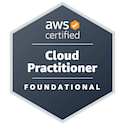 aws
certified
Cloud
Practitioner
FOUNDATIONAL